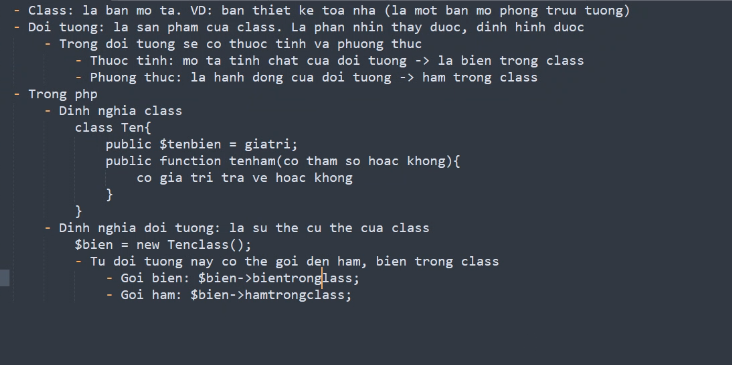 - Class: la ban mo ta. VD: ban thiet ke toa nha (la mot ban mo phong truu tuong)
- Doi tuong: la san pham cua class. La phan nhin thay duoc, dinh hinh duoc
- Trong doi tuong se co thuoc tinh va phuong thuc
- Thuoc tinh: mo ta tinh chat cua doi tuong -> la bien trong class
- Phuong thuc: la hanh dong cua doi tuong -> ham trong class
- Trong php
- Dinh nghia class
class Ten{
public $tenbien = giatri;
public function tenham(co tham so hoac khong){
co gia tri tra ve hoac khong
}
}
- Dinh nghia doi tuong: la su the cu the cua class
$bien = new Tenclass();
- Tu doi tuong nay co the goi den ham, bien trong class
- Goi bien: $bien->bientronglass;
- Goi ham: $bien->hamtrongclass;